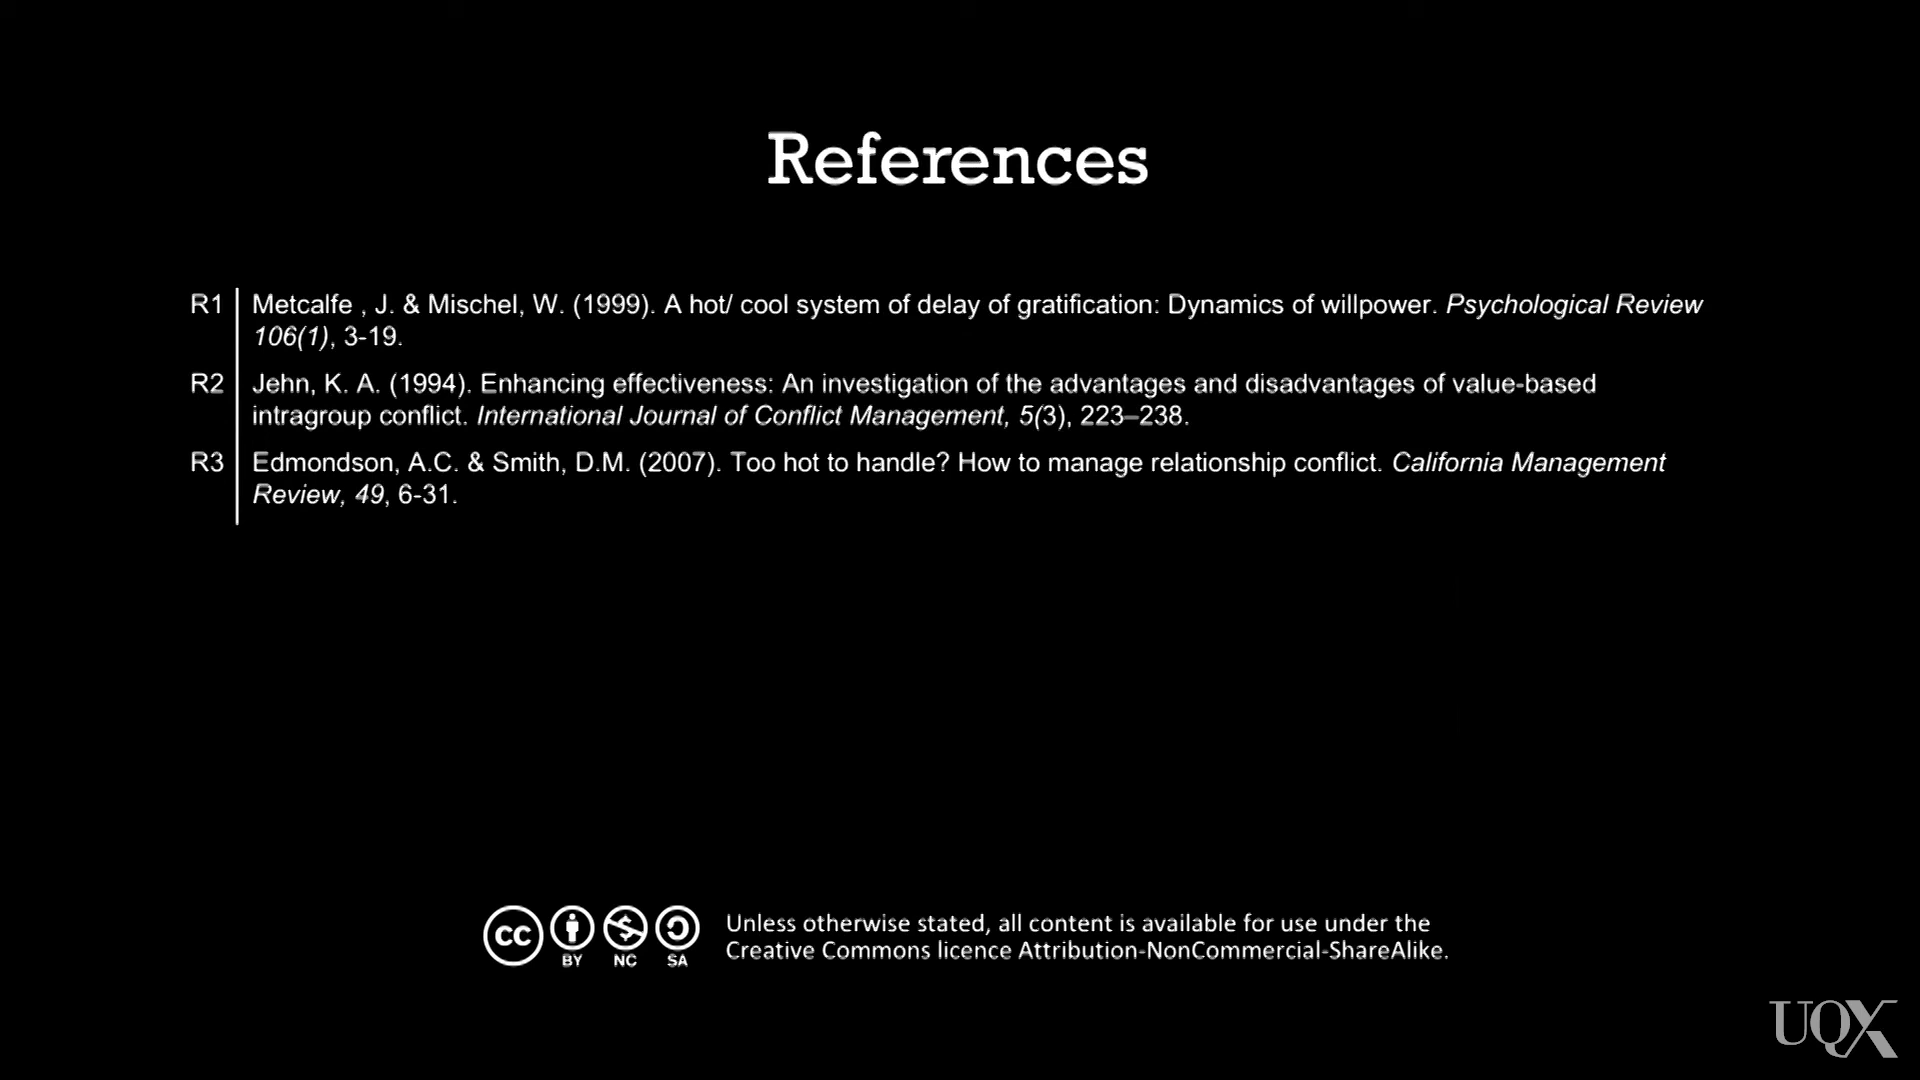 References
R1 Metcalfe , J. & Mischel, W. (1999). A hot/ cool system of delay of gratification: Dynamics of willpower. Psychological Review
106(1), 3-19.
R2 Jehn, K. A. (1994). Enhancing effectiveness: An investigation of the advantages and disadvantages of value-based
intragroup conflict. International Journal of Conflict Management, 5(3), 223–238.
R3 Edmondson, A.C. & Smith, D.M. (2007). Too hot to handle? How to manage relationship conflict. California Management
Review, 49, 6-31.
cc BY NC SA
Unless otherwise stated, all content is available for use under the
Creative Commons licence Attribution-NonCommercial-ShareAlike.
UQX